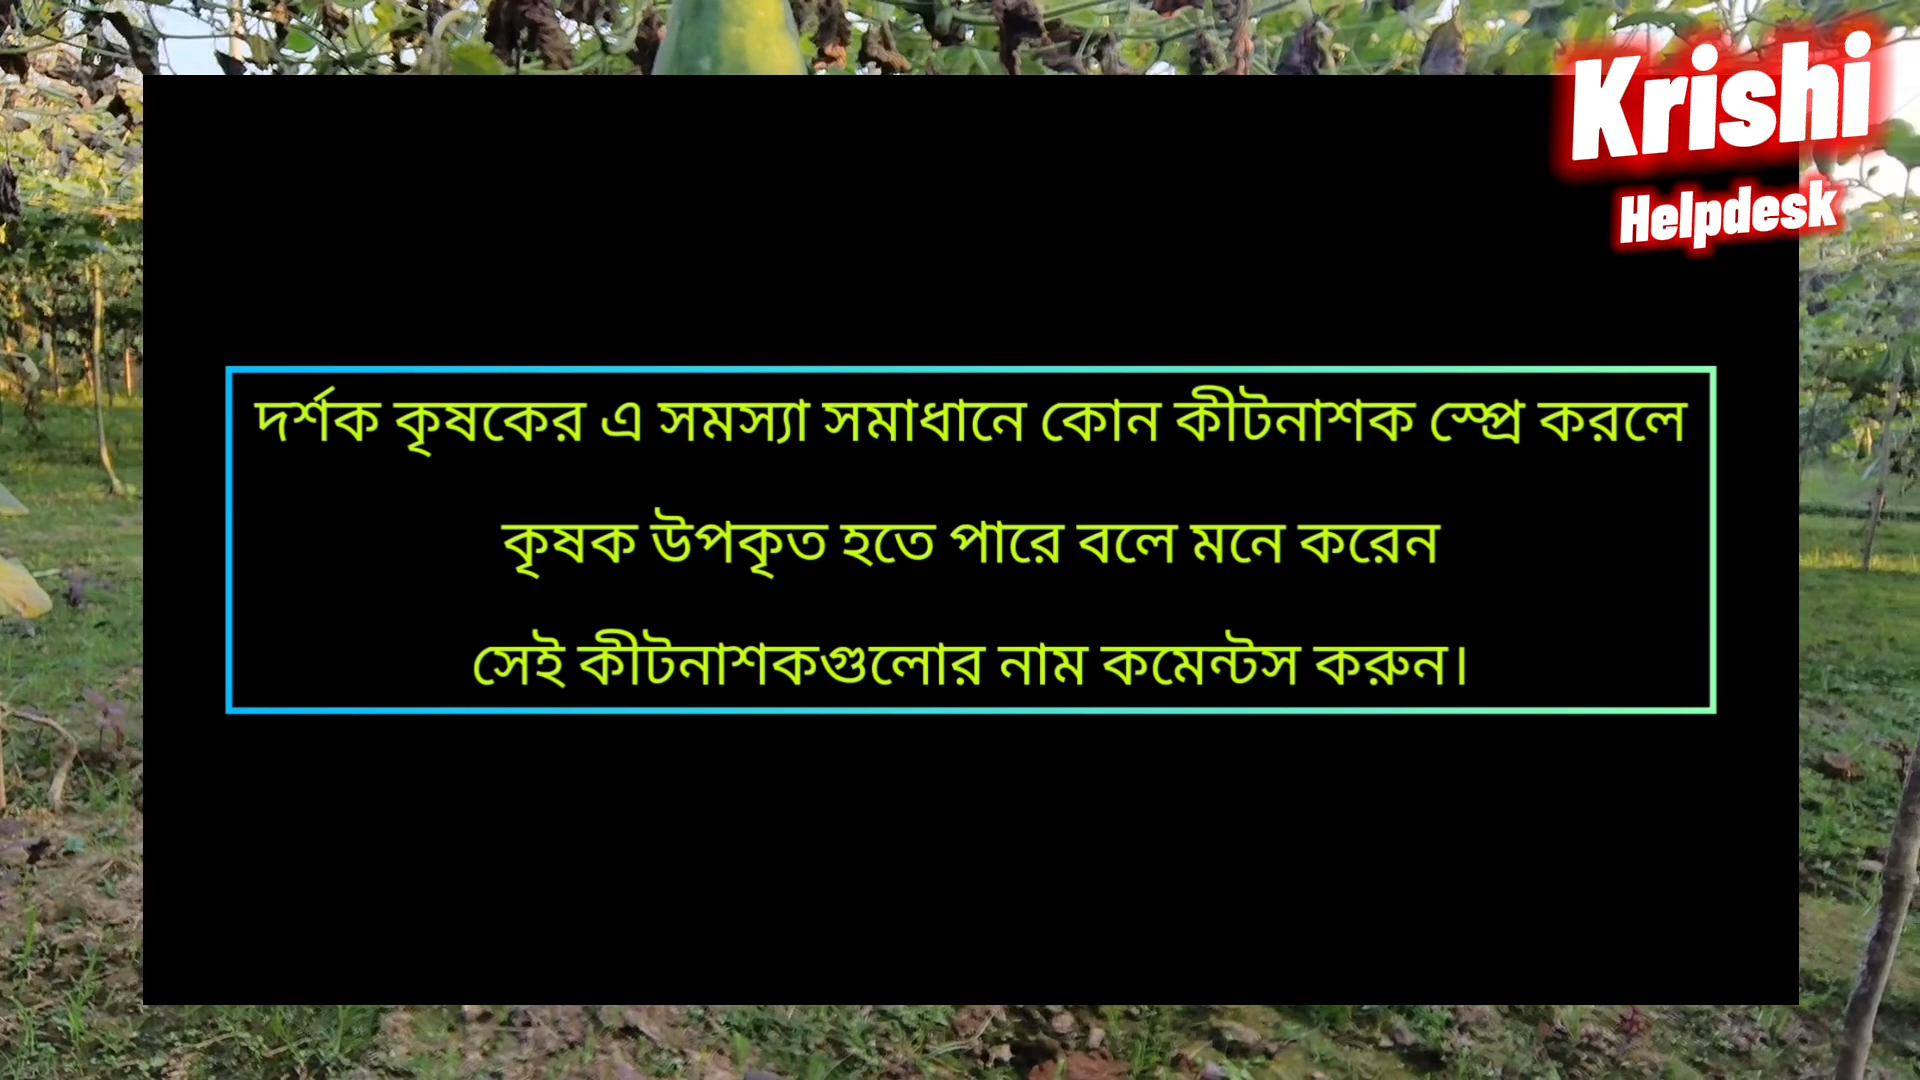 Krishi
Helpdesk
দর্শক কৃষকের এ সমস্যা সমাধানে কোন কীটনাশক স্প্রে করলে
কৃষক উপকৃত হতে পারে বলে মনে করেন
সেই কীটনাশকগুলোর নাম কমেন্টস করুন।